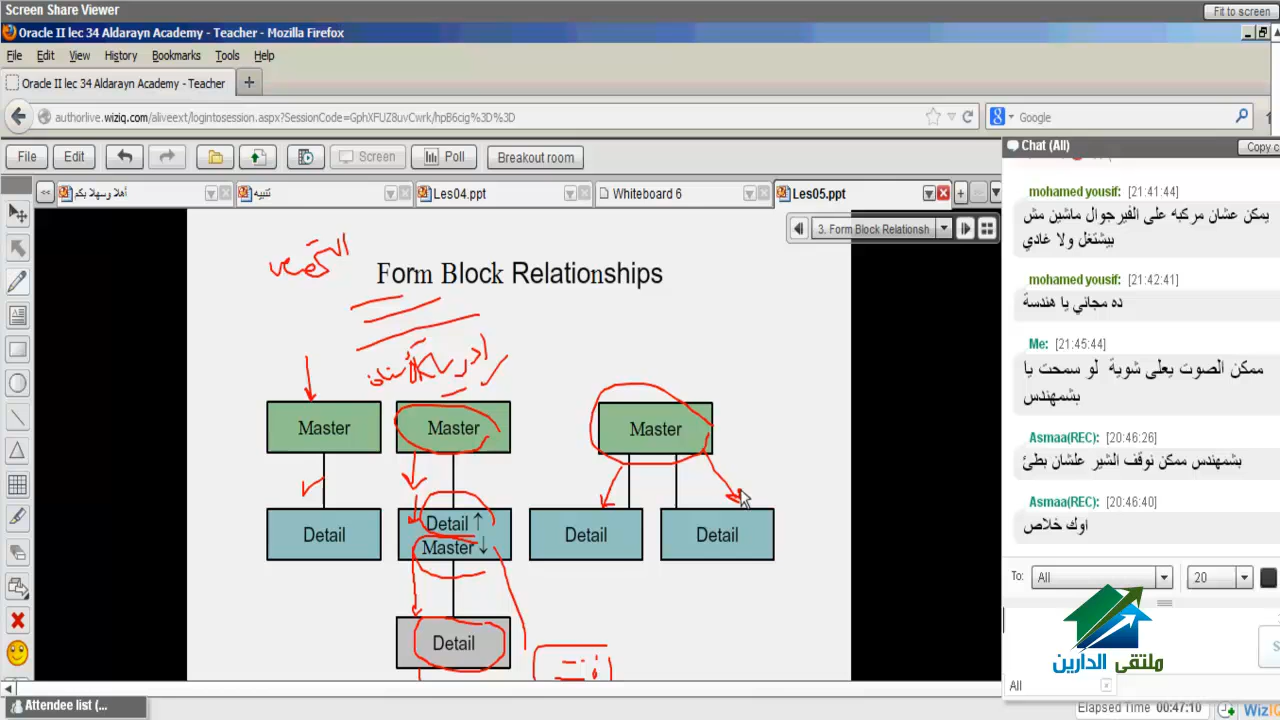 Screen Share Viewer
Fit to screen
Oracle II lec 34 Aldarayn Academy - Teacher - Mozilla Firefox
File Edit View History Bookmarks Tools Help
Oracle II lec 34 Aldarayn Academy - Teacher
authorlive.wiziq.com/aliveext/logintosession.aspx?SessionCode=GphXFUZ8uvCwrk/hpB6cig%3D%3D
Google
File Edit Screen Poll Breakout room
أهلا وسهلا بكم تنبيه Les04.ppt Whiteboard 6 Les05.ppt
3. Form Block Relationsh
Form Block Relationships
Master Master Master
Detail Detail ↑ Detail Detail
Master ↓
Detail
Chat (All)
Copy c
mohamed yousif: [21:41:44]
يمكن عشان مركبه على الفيرجوال ماشين مش
بيشتغل ولا غادي
mohamed yousif: [21:42:41]
ده مجاني يا هندسة
Me: [21:45:44]
ممكن الصوت يعلى شوية لو سمحت يا
بشمهندس
Asmaa(REC): [20:46:26]
بشمهندس ممكن نوقف الشير علشان بطئ
Asmaa(REC): [20:46:40]
اوك خلاص
To: All 20
ملتقى الدارين
All
Attendee list (...
Elapsed Time 00:47:10
WizI